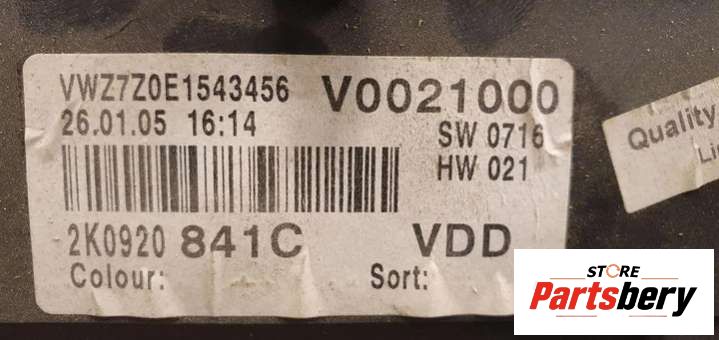 VWZ7Z0E1543456 V0021000
26.01.05 16:14 SW 0716
HW 021
2K0920 841C VDD
Colour: Sort:
Quality
STORE
Partsbery